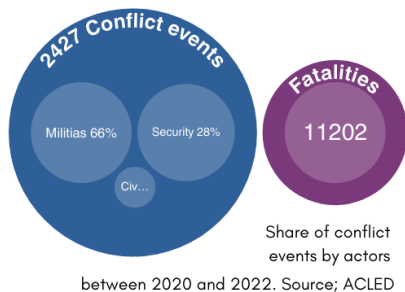 2427 Conflict events
Militias 66%
Security 28%
Civ...
Fatalities
11202
Share of conflict
events by actors
between 2020 and 2022. Source; ACLED